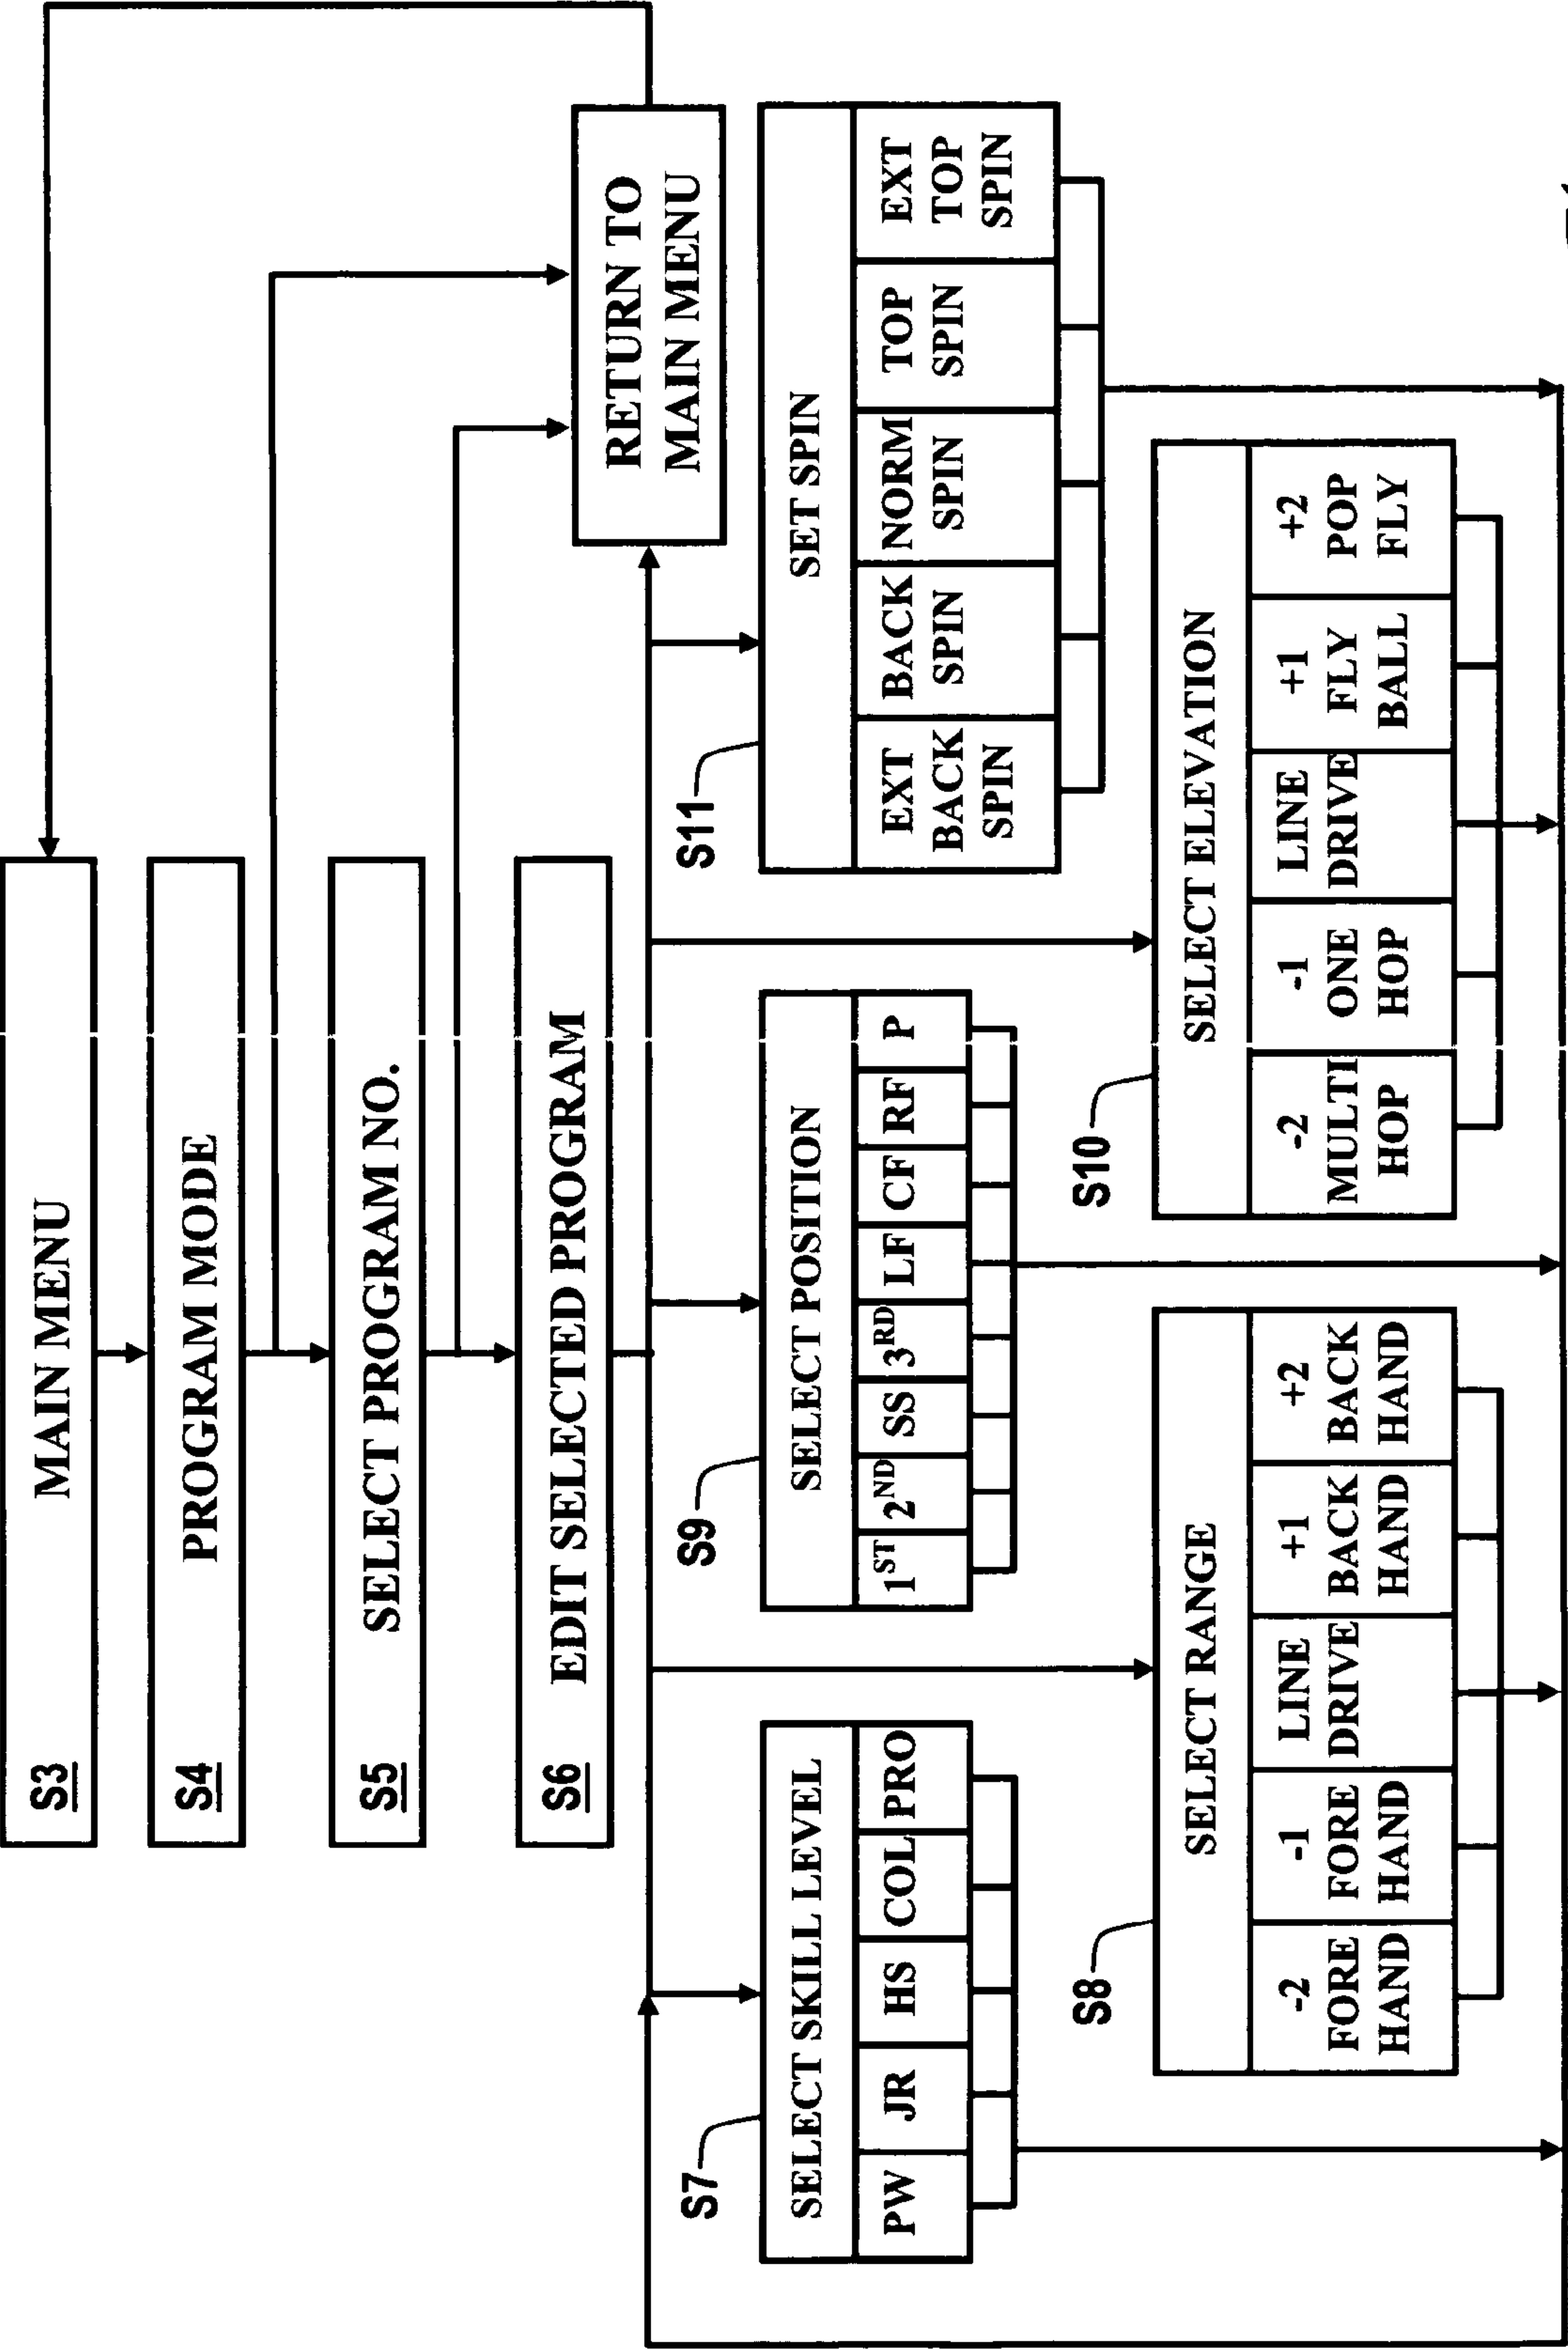 S3
MAIN MENU
S4
PROGRAM MODE
S5
SELECT PROGRAM NO.
S6
EDIT SELECTED PROGRAM
RETURN TO
MAIN MENU
S7
SELECT SKILL LEVEL
PW
JR
HS
COL
PRO
S9
SELECT POSITION
1ST
2ND
SS
3RD
LF
CF
RF
P
S11
SET SPIN
EXT
BACK
SPIN
BACK
SPIN
NORM
SPIN
TOP
SPIN
EXT
TOP
SPIN
S8
SELECT RANGE
-2
FORE
HAND
-1
FORE
HAND
LINE
DRIVE
+1
BACK
HAND
+2
BACK
HAND
S10
SELECT ELEVATION
-2
MULTI
HOP
-1
ONE
HOP
LINE
DRIVE
+1
FLY
BALL
+2
POP
FLY